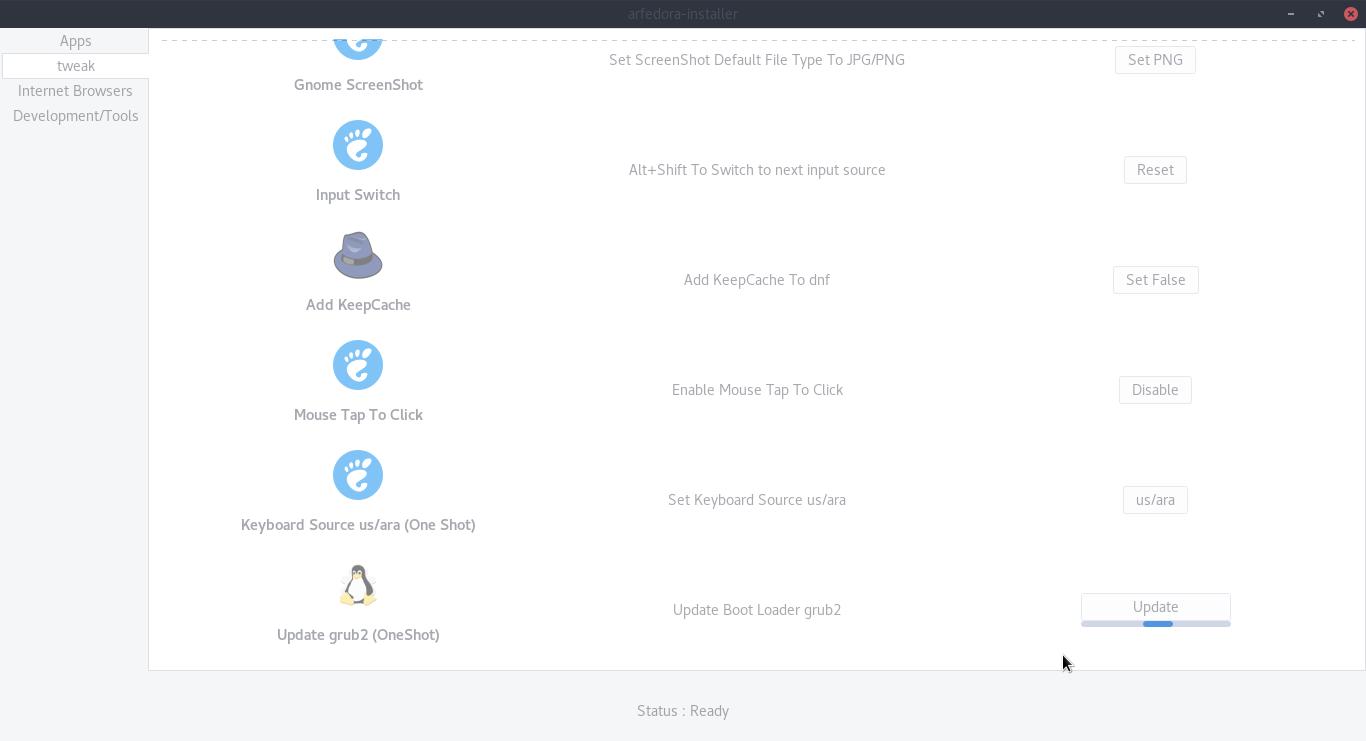 arfedora-installer
Apps
tweak
Internet Browsers
Development/Tools
Gnome ScreenShot
Set ScreenShot Default File Type To JPG/PNG
Set PNG
Input Switch
Alt+Shift To Switch to next input source
Reset
Add KeepCache
Add KeepCache To dnf
Set False
Mouse Tap To Click
Enable Mouse Tap To Click
Disable
Keyboard Source us/ara (One Shot)
Set Keyboard Source us/ara
us/ara
Update grub2 (OneShot)
Update Boot Loader grub2
Update
Status : Ready